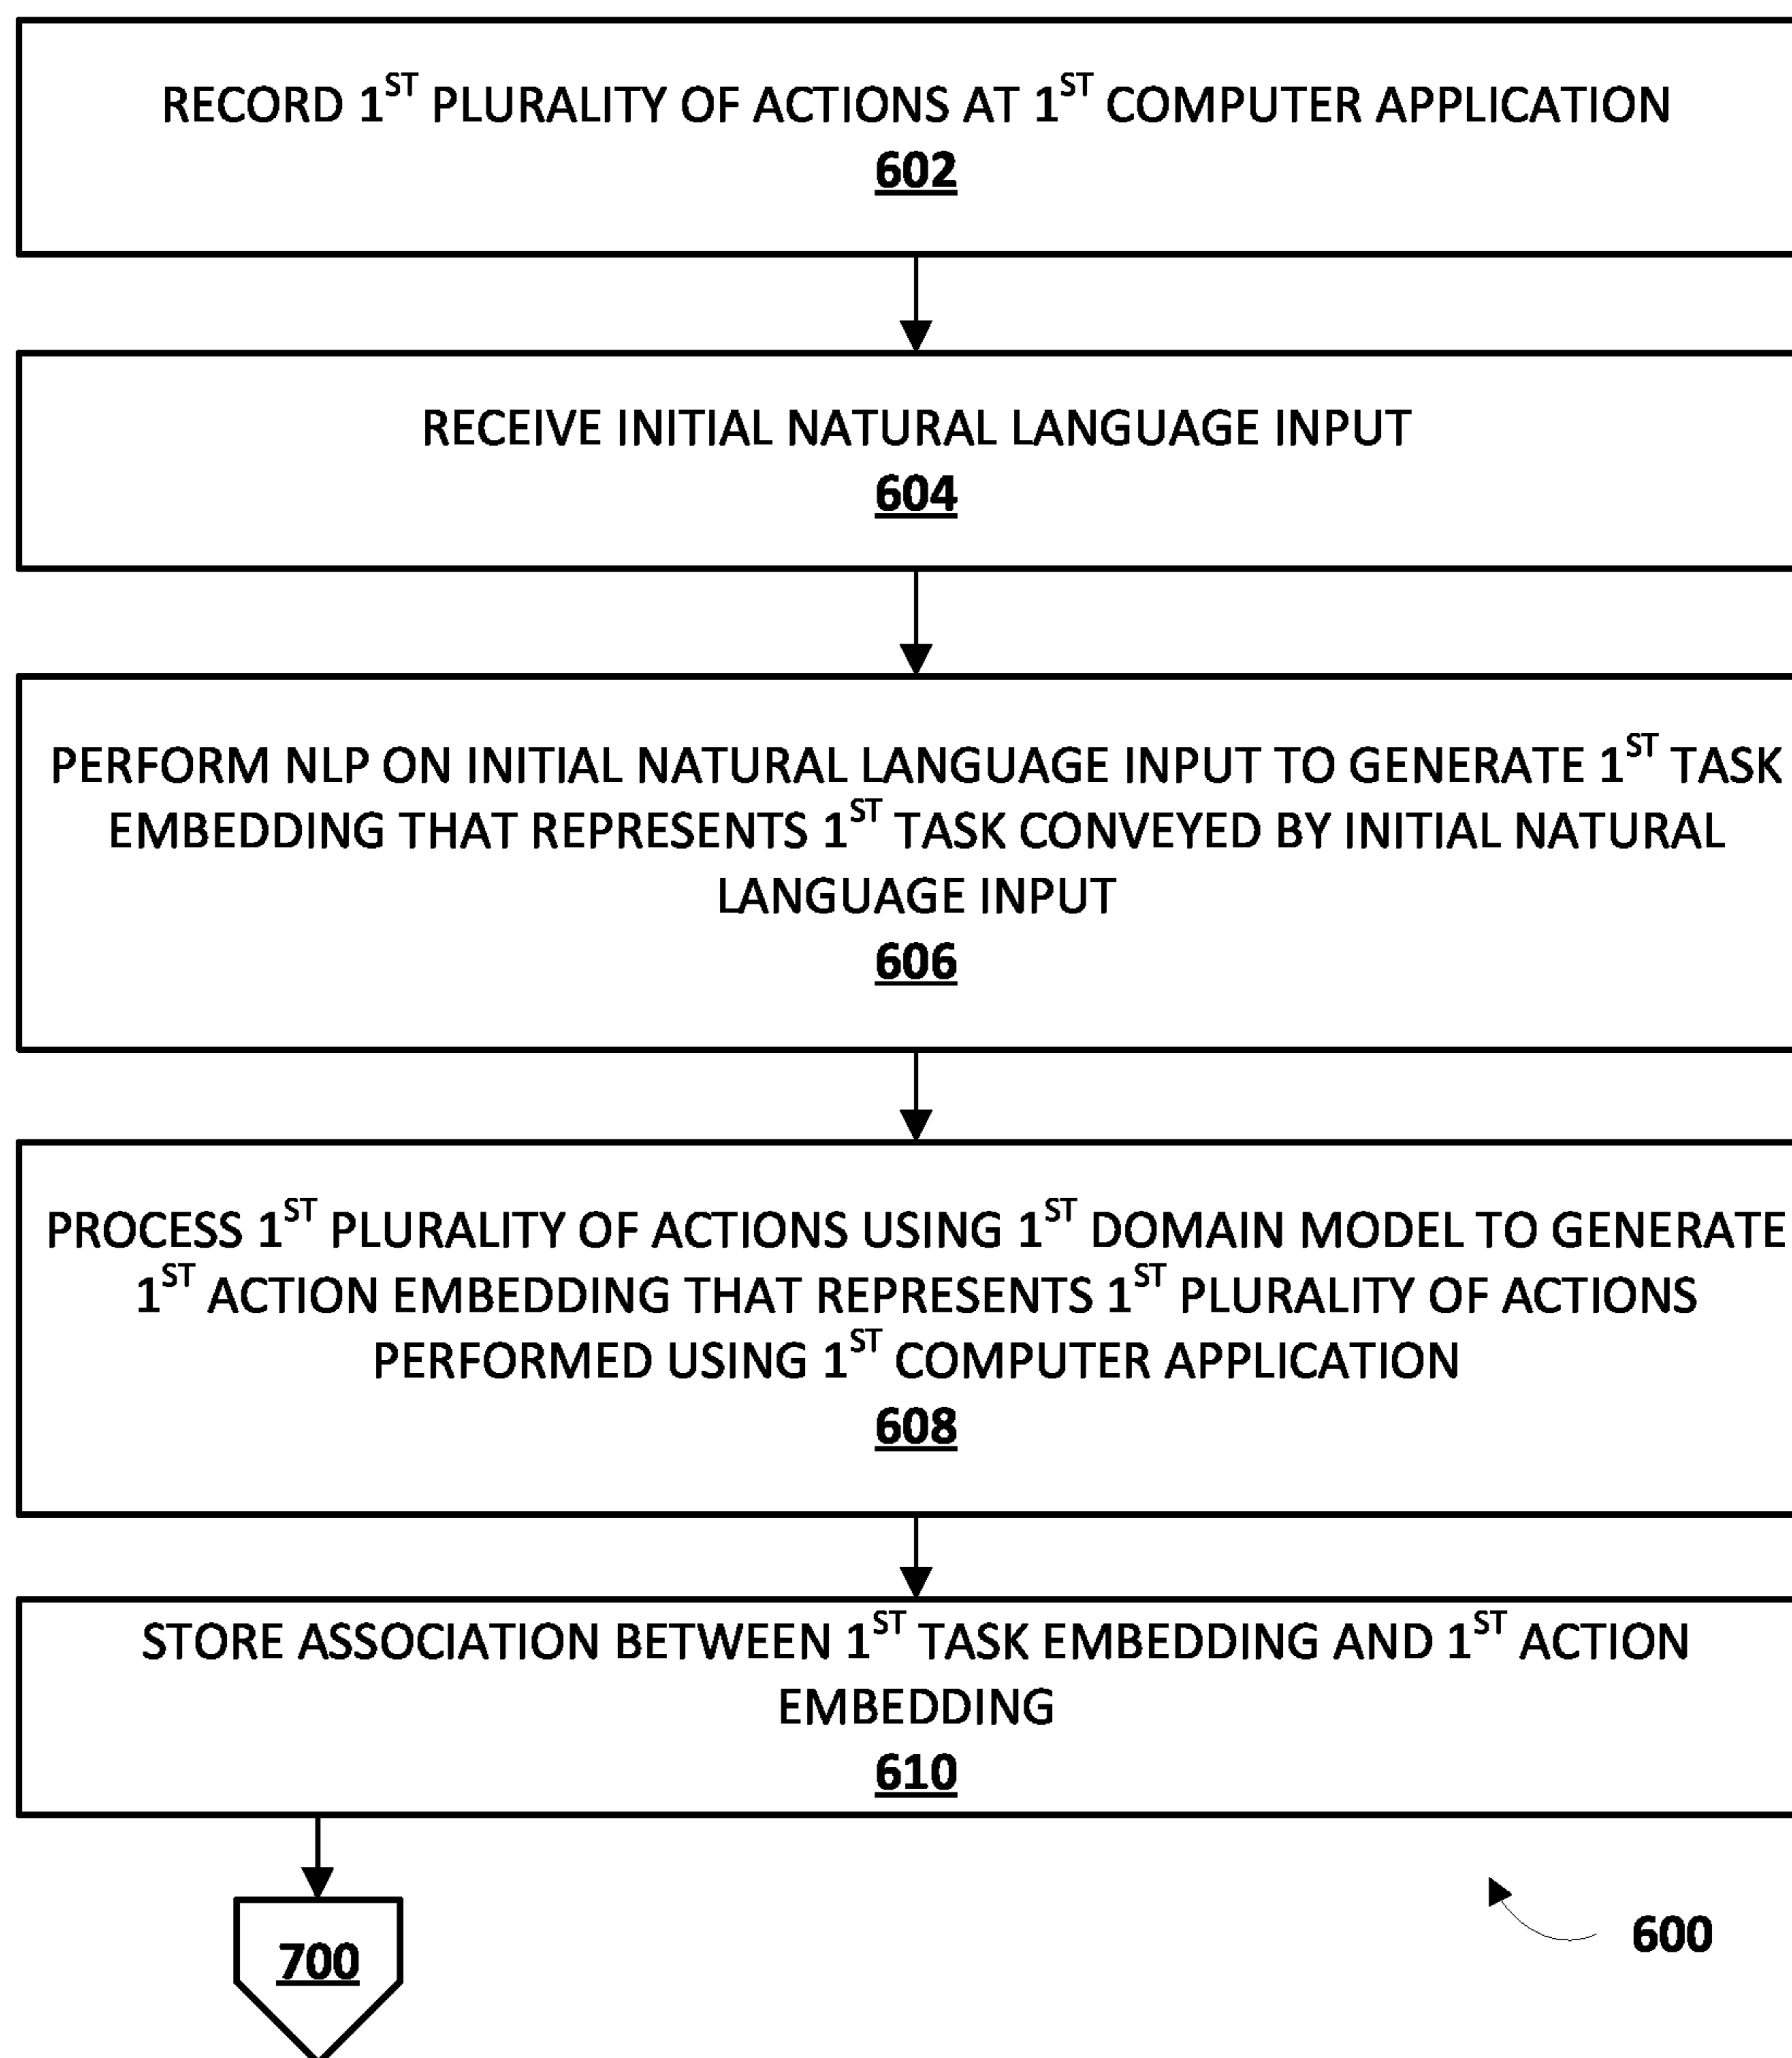 RECORD 1ST PLURALITY OF ACTIONS AT 1ST COMPUTER APPLICATION
602
RECEIVE INITIAL NATURAL LANGUAGE INPUT
604
PERFORM NLP ON INITIAL NATURAL LANGUAGE INPUT TO GENERATE 1ST TASK
EMBEDDING THAT REPRESENTS 1ST TASK CONVEYED BY INITIAL NATURAL
LANGUAGE INPUT
606
PROCESS 1ST PLURALITY OF ACTIONS USING 1ST DOMAIN MODEL TO GENERATE
1ST ACTION EMBEDDING THAT REPRESENTS 1ST PLURALITY OF ACTIONS
PERFORMED USING 1ST COMPUTER APPLICATION
608
STORE ASSOCIATION BETWEEN 1ST TASK EMBEDDING AND 1ST ACTION
EMBEDDING
610
700
600